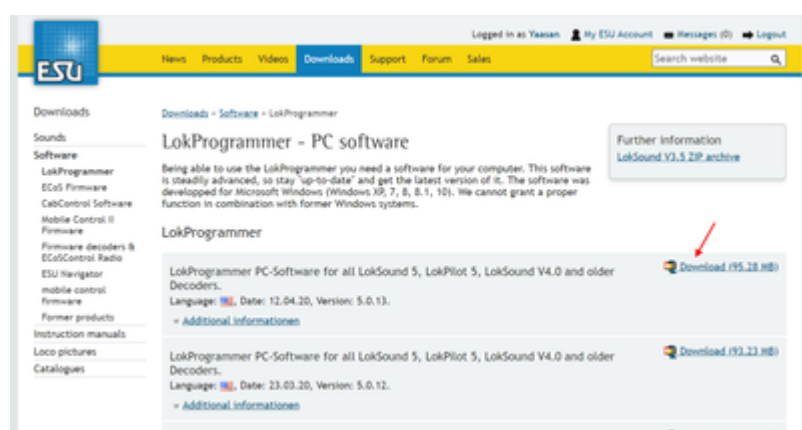 Logged in as Yaasan My ESU Account Messages (0) Logout
ESU
News Products Videos Downloads Support Forum Sales
Search website
Downloads
Sounds
Software
LokProgrammer
ECoS Firmware
CabControl Software
Mobile Control II
Firmware
Firmware decoders &
ECoSControl Radio
ESU Navigator
mobile control
firmware
Former products
Instruction manuals
Loco pictures
Catalogues
Downloads - Software - LokProgrammer
LokProgrammer - PC software
Being able to use the LokProgrammer you need a software for your computer. This software
is steadily advanced, so stay "up-to-date" and get the latest version of it. The software was
developped for Microsoft Windows (Windows XP, 7, 8, 8.1, 10). We cannot grant a proper
function in combination with former Windows systems.
Further information
LokSound V3.5 ZIP archive
LokProgrammer
LokProgrammer PC-Software for all LokSound 5, LokPilot 5, LokSound V4.0 and older
Decoders.
Language: , Date: 12.04.20, Version: 5.0.13.
Additional informationen
Download (95.28 MB)
LokProgrammer PC-Software for all LokSound 5, LokPilot 5, LokSound V4.0 and older
Decoders.
Language: , Date: 23.03.20, Version: 5.0.12.
Additional informationen
Download (93.23 MB)